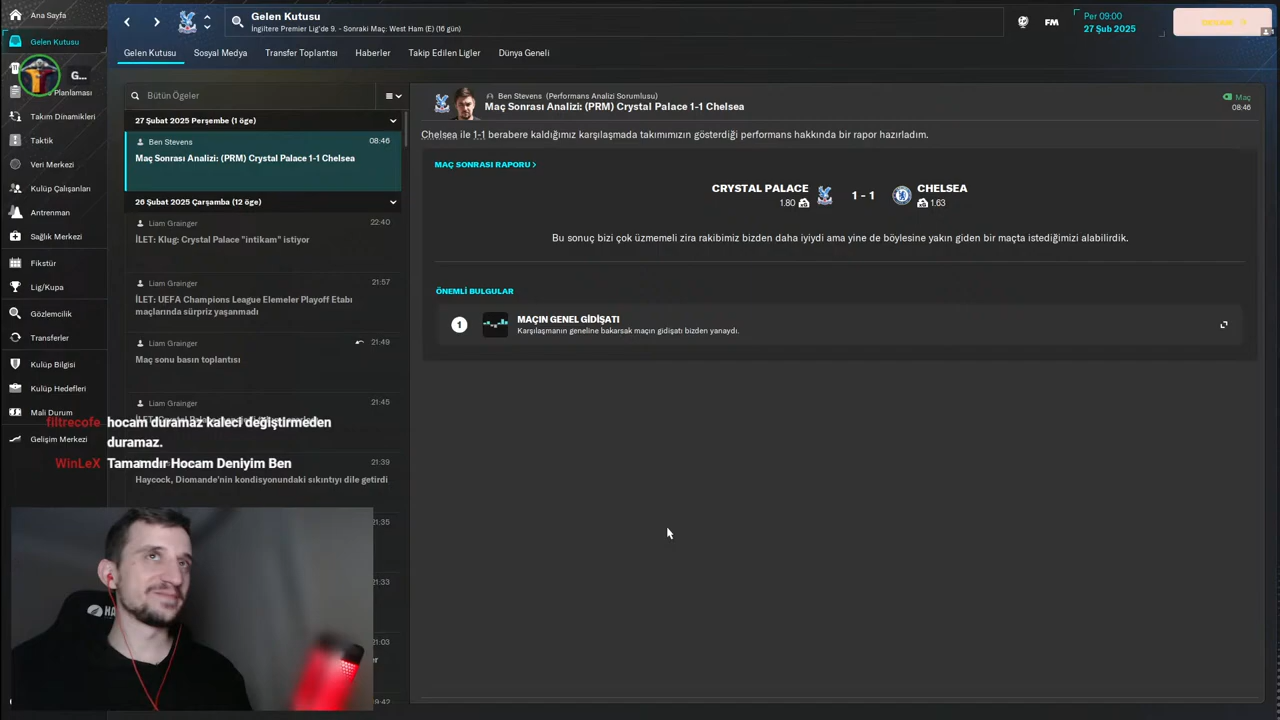 Ana Sayfa
Gelen Kutusu
G...
Planlaması
Takım Dinamikleri
Taktik
Veri Merkezi
Kulüp Çalışanları
Antrenman
Sağlık Merkezi
Fikstür
Lig/Kupa
Gözlemcilik
Transferler
Kulüp Bilgisi
Kulüp Hedefleri
Mali Durum
Gelişim Merkezi
Gelen Kutusu
İngiltere Premier Lig'de 9. - Sonraki Maç: West Ham (E) (16 gün)
FM
Per 09:00
27 Şub 2025
DEVAM
Gelen Kutusu
Sosyal Medya
Transfer Toplantısı
Haberler
Takip Edilen Ligler
Dünya Geneli
Bütün Ögeler
27 Şubat 2025 Perşembe (1 öge)
Ben Stevens 08:46
Maç Sonrası Analizi: (PRM) Crystal Palace 1-1 Chelsea
26 Şubat 2025 Çarşamba (12 öge)
Liam Grainger 22:40
İLET: Klug: Crystal Palace "intikam" istiyor
Liam Grainger 21:57
İLET: UEFA Champions League Elemeler Playoff Etabı
maçlarında sürpriz yaşanmadı
Liam Grainger 21:49
Maç sonu basın toplantısı
Liam Grainger 21:45
21:39
Haycock, Diomande'nin kondisyonundaki sıkıntıyı dile getirdi
21:35
21:33
21:03
filtrecofe hocam duramaz kaleci değiştirmeden
duramaz.
WinLeX Tamamdır Hocam Deniyim Ben
Ben Stevens (Performans Analizi Sorumlusu)
Maç Sonrası Analizi: (PRM) Crystal Palace 1-1 Chelsea
Maç
08:46
Chelsea ile 1-1 berabere kaldığımız karşılaşmada takımımızın gösterdiği performans hakkında bir rapor hazırladım.
MAÇ SONRASI RAPORU >
CRYSTAL PALACE 1 - 1 CHELSEA
1.80 1.63
Bu sonuç bizi çok üzmemeli zira rakibimiz bizden daha iyiydi ama yine de böylesine yakın giden bir maçta istediğimizi alabilirdik.
ÖNEMLİ BULGULAR
1
MAÇIN GENEL GİDİŞATI
Karşılaşmanın geneline bakarsak maçın gidişatı bizden yanaydı.